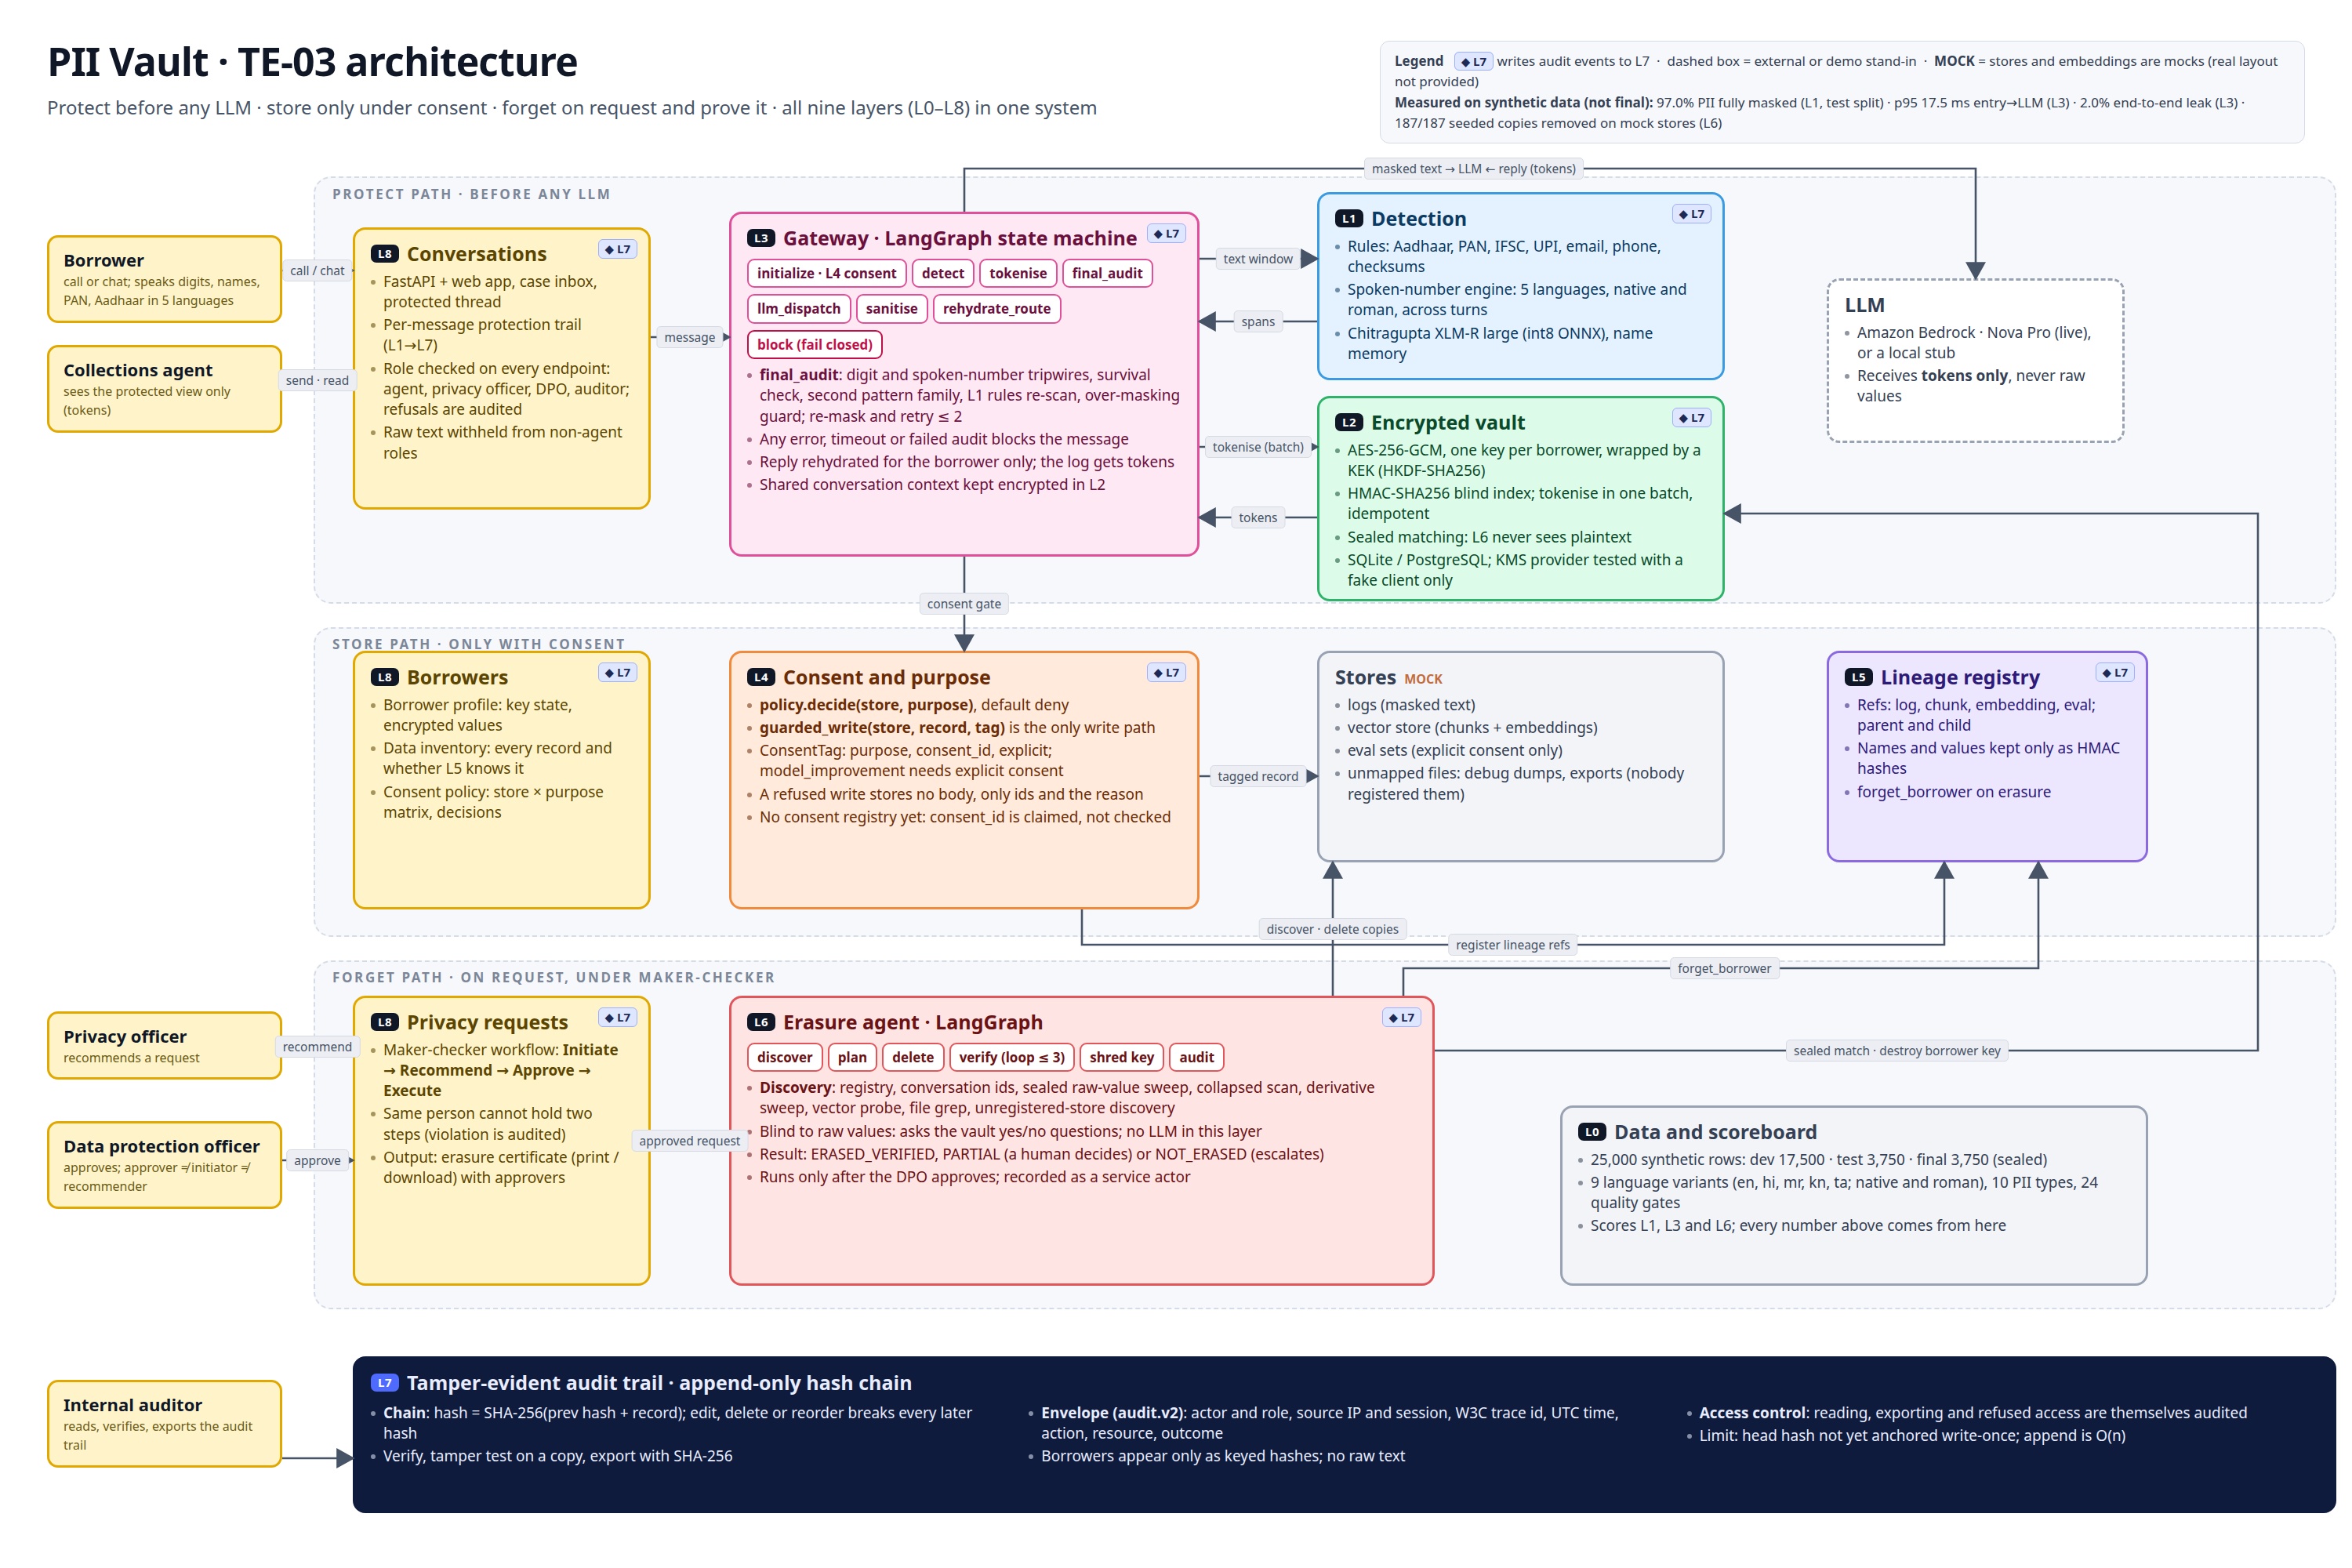 PII Vault · TE-03 architecture
Protect before any LLM · store only under consent · forget on request and prove it · all nine layers (L0–L8) in one system
Legend ◆ L7 writes audit events to L7 · dashed box = external or demo stand-in · MOCK = stores and embeddings are mocks (real layout
not provided)
Measured on synthetic data (not final): 97.0% PII fully masked (L1, test split) · p95 17.5 ms entry→LLM (L3) · 2.0% end-to-end leak (L3) ·
187/187 seeded copies removed on mock stores (L6)
masked text → LLM ← reply (tokens)
PROTECT PATH · BEFORE ANY LLM
Borrower
call or chat; speaks digits, names,
PAN, Aadhaar in 5 languages
call / chat
Collections agent
sees the protected view only
(tokens)
send · read
L8 Conversations ◆ L7
FastAPI + web app, case inbox,
protected thread
Per-message protection trail
(L1→L7)
Role checked on every endpoint:
agent, privacy officer, DPO, auditor;
refusals are audited
Raw text withheld from non-agent
roles
message
L3 Gateway · LangGraph state machine ◆ L7
initialize · L4 consent detect tokenise final_audit
llm_dispatch sanitise rehydrate_route
block (fail closed)
final_audit: digit and spoken-number tripwires, survival
check, second pattern family, L1 rules re-scan, over-masking
guard; re-mask and retry ≤ 2
Any error, timeout or failed audit blocks the message
Reply rehydrated for the borrower only; the log gets tokens
Shared conversation context kept encrypted in L2
text window
spans
tokenise (batch)
tokens
L1 Detection ◆ L7
Rules: Aadhaar, PAN, IFSC, UPI, email, phone,
checksums
Spoken-number engine: 5 languages, native and
roman, across turns
Chitragupta XLM-R large (int8 ONNX), name
memory
L2 Encrypted vault ◆ L7
AES-256-GCM, one key per borrower, wrapped by a
KEK (HKDF-SHA256)
HMAC-SHA256 blind index; tokenise in one batch,
idempotent
Sealed matching: L6 never sees plaintext
SQLite / PostgreSQL; KMS provider tested with a
fake client only
LLM
Amazon Bedrock · Nova Pro (live),
or a local stub
Receives tokens only, never raw
values
consent gate
STORE PATH · ONLY WITH CONSENT
L8 Borrowers ◆ L7
Borrower profile: key state,
encrypted values
Data inventory: every record and
whether L5 knows it
Consent policy: store × purpose
matrix, decisions
L4 Consent and purpose ◆ L7
policy.decide(store, purpose), default deny
guarded_write(store, record, tag) is the only write path
ConsentTag: purpose, consent_id, explicit;
model_improvement needs explicit consent
A refused write stores no body, only ids and the reason
No consent registry yet: consent_id is claimed, not checked
tagged record
Stores MOCK
logs (masked text)
vector store (chunks + embeddings)
eval sets (explicit consent only)
unmapped files: debug dumps, exports (nobody
registered them)
L5 Lineage registry ◆ L7
Refs: log, chunk, embedding, eval;
parent and child
Names and values kept only as HMAC
hashes
forget_borrower on erasure
discover · delete copies
register lineage refs
forget_borrower
FORGET PATH · ON REQUEST, UNDER MAKER-CHECKER
Privacy officer
recommends a request
recommend
Data protection officer
approves; approver ≠ initiator ≠
recommender
approve
L8 Privacy requests ◆ L7
Maker-checker workflow: Initiate
→ Recommend → Approve →
Execute
Same person cannot hold two
steps (violation is audited)
Output: erasure certificate (print /
download) with approvers
approved request
L6 Erasure agent · LangGraph ◆ L7
discover plan delete verify (loop ≤ 3) shred key audit
Discovery: registry, conversation ids, sealed raw-value sweep, collapsed scan, derivative
sweep, vector probe, file grep, unregistered-store discovery
Blind to raw values: asks the vault yes/no questions; no LLM in this layer
Result: ERASED_VERIFIED, PARTIAL (a human decides) or NOT_ERASED (escalates)
Runs only after the DPO approves; recorded as a service actor
sealed match · destroy borrower key
L0 Data and scoreboard
25,000 synthetic rows: dev 17,500 · test 3,750 · final 3,750 (sealed)
9 language variants (en, hi, mr, kn, ta; native and roman), 10 PII types, 24
quality gates
Scores L1, L3 and L6; every number above comes from here
Internal auditor
reads, verifies, exports the audit
trail
L7 Tamper-evident audit trail · append-only hash chain
Chain: hash = SHA-256(prev hash + record); edit, delete or reorder breaks every later
hash
Verify, tamper test on a copy, export with SHA-256
Envelope (audit.v2): actor and role, source IP and session, W3C trace id, UTC time,
action, resource, outcome
Borrowers appear only as keyed hashes; no raw text
Access control: reading, exporting and refused access are themselves audited
Limit: head hash not yet anchored write-once; append is O(n)